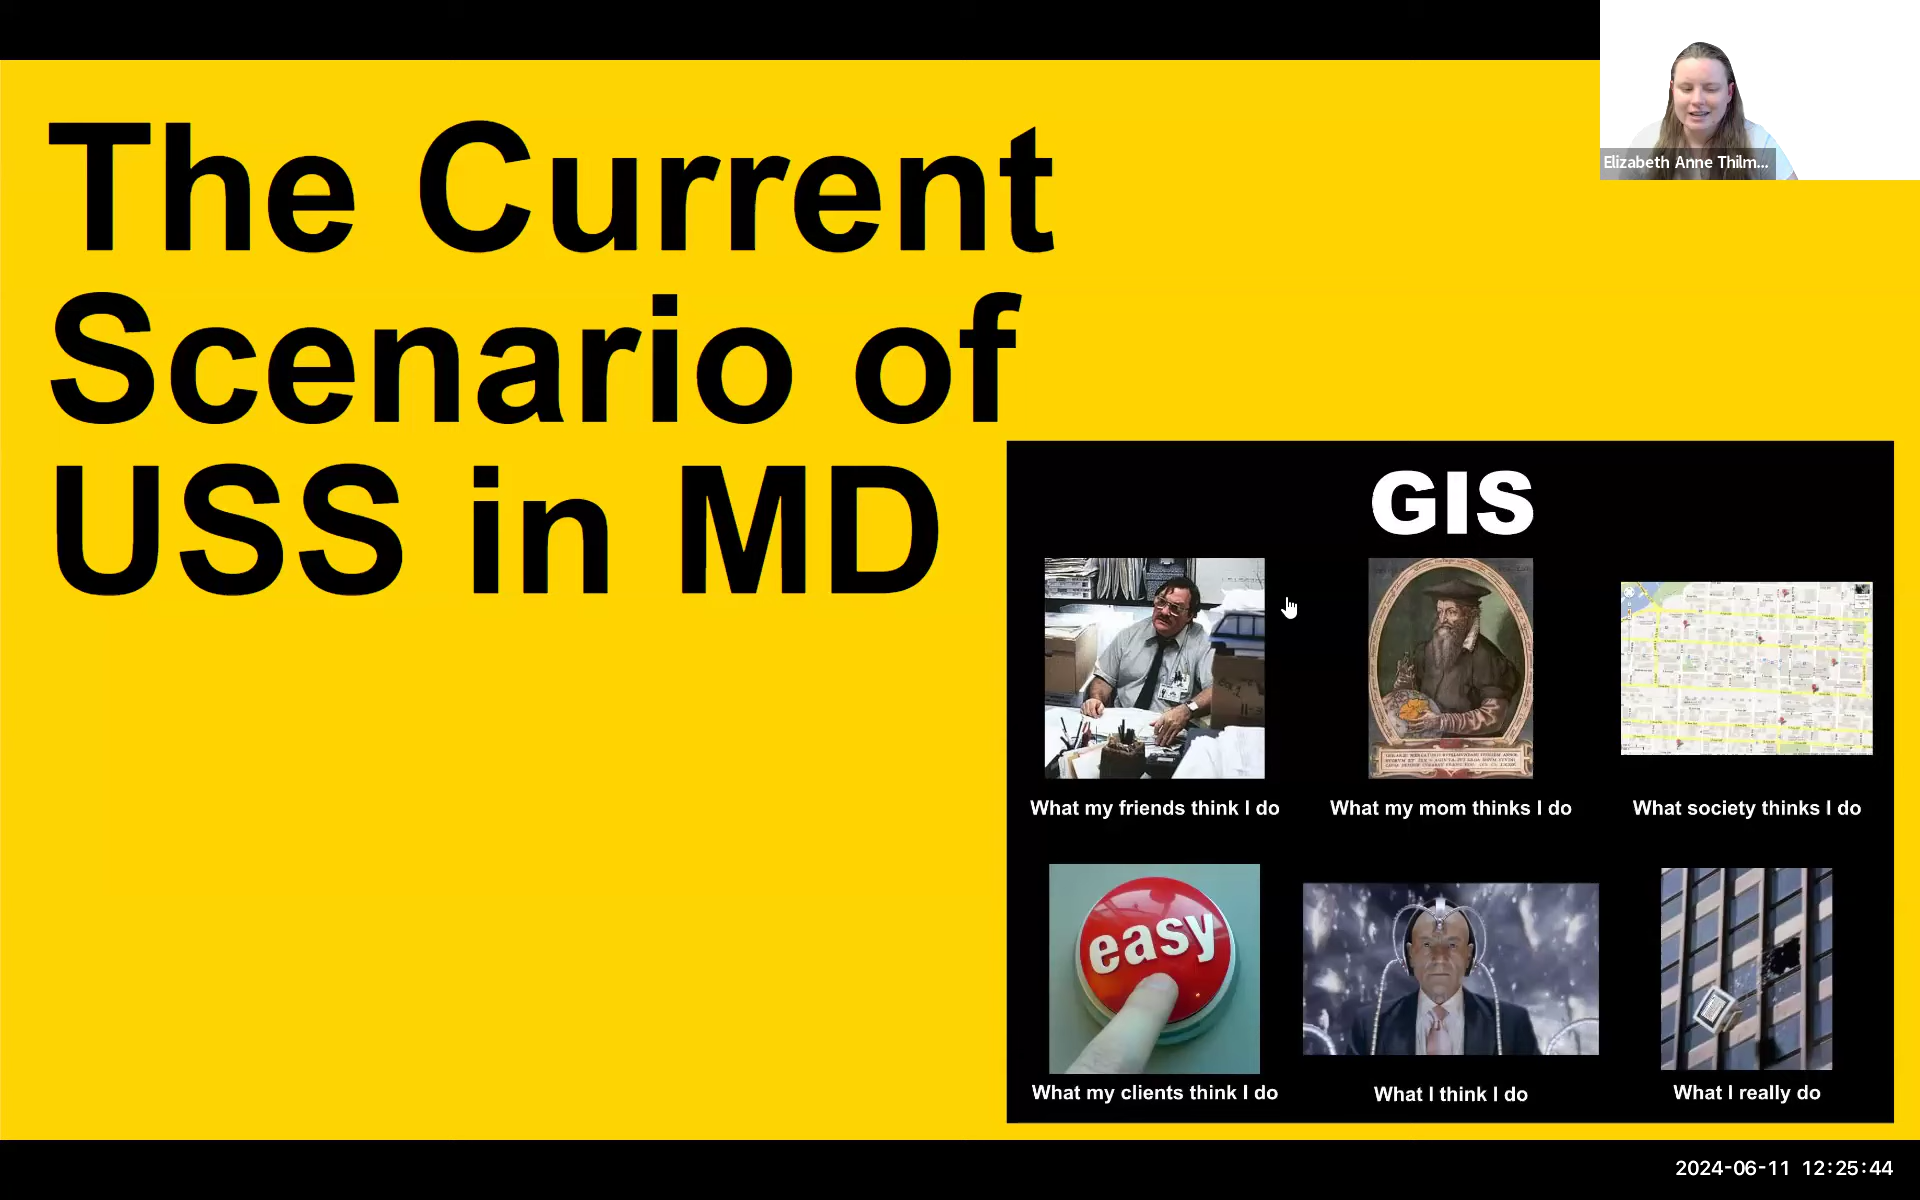 Elizabeth Anne Thilm...
The Current
Scenario of
USS in MD
GIS
What my friends think I do
What my mom thinks I do
What society thinks I do
easy
What my clients think I do
What I think I do
What I really do
2024-06-11 12:25:44